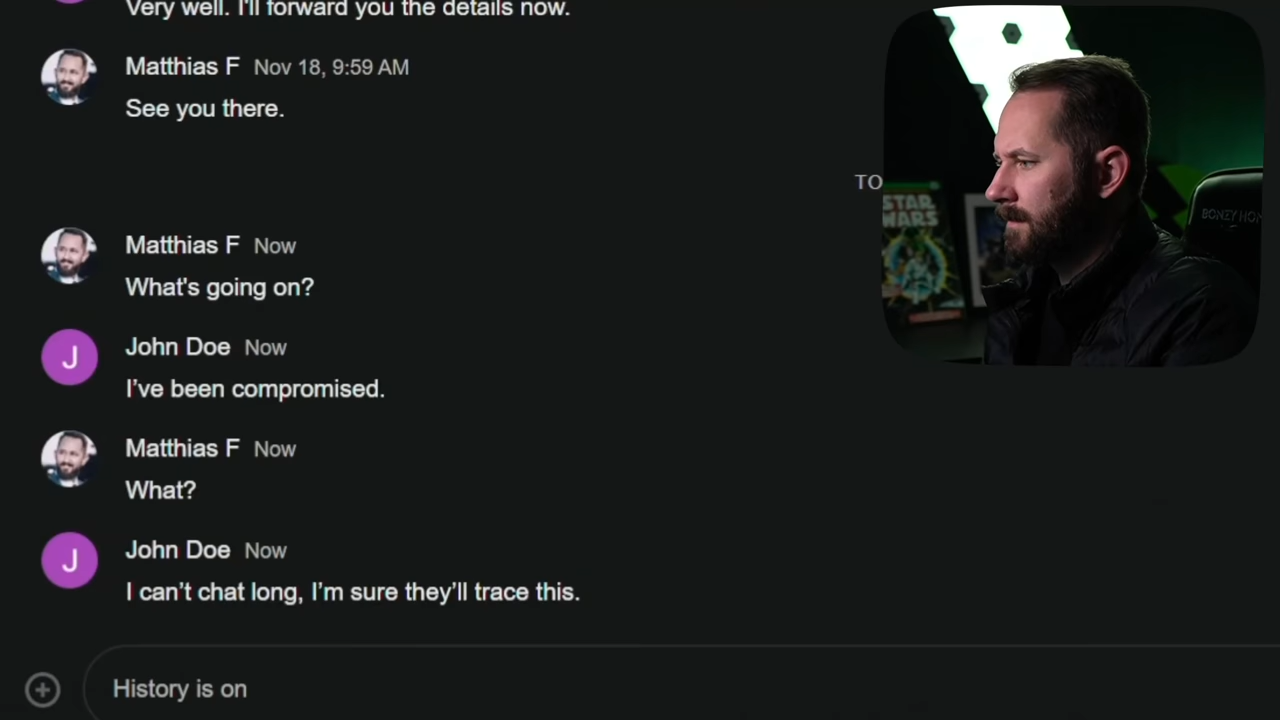 Very well. I'll forward you the details now.
Matthias F Nov 18, 9:59 AM
See you there.
TO
STAR
WARS
BONEY HON
Matthias F Now
What's going on?
J
John Doe Now
I’ve been compromised.
Matthias F Now
What?
J
John Doe Now
I can’t chat long, I’m sure they’ll trace this.
History is on